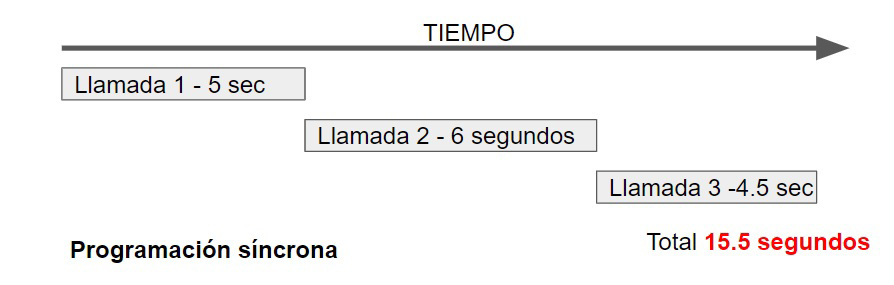 TIEMPO
Llamada 1 - 5 sec
Llamada 2 - 6 segundos
Llamada 3 -4.5 sec
Programación síncrona
Total 15.5 segundos